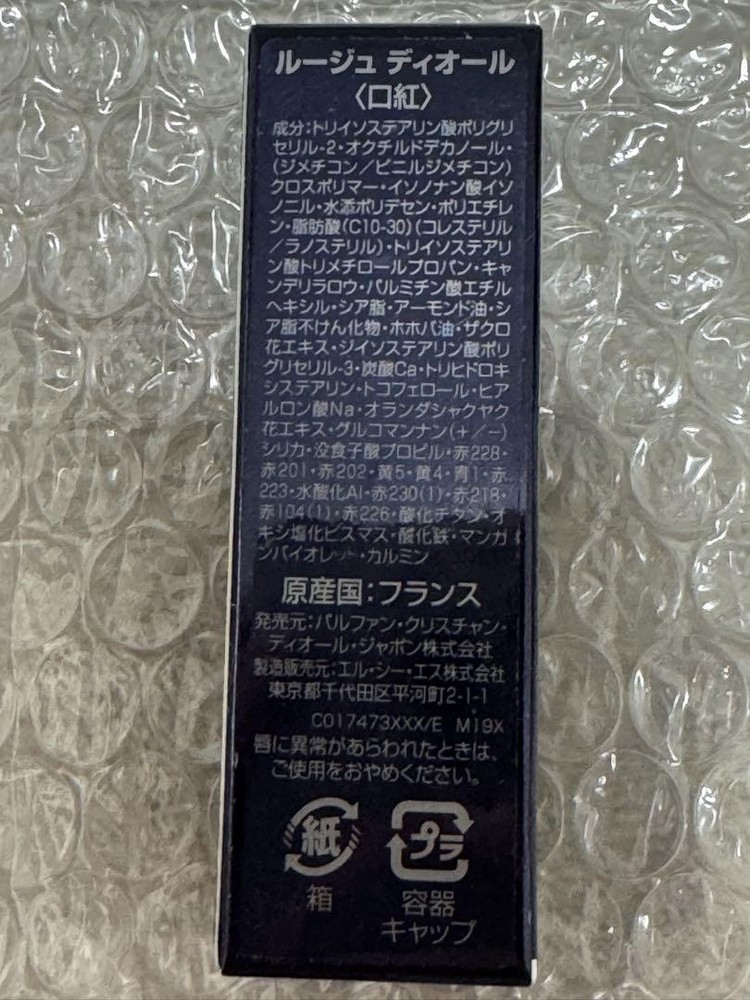 ルージュ ディオール
〈口紅〉
成分:トリイソステアリン酸ポリグリ
セリル-2・オクチルドデカノール・
(ジメチコン/ビニルジメチコン)
クロスポリマー・イソノナン酸イソ
ノニル・水添ポリデセン・ポリエチレ
ン・脂肪酸(C10-30)(コレステリル
/ラノステリル)・トリイソステアリ
ン酸トリメチロールプロパン・キャ
ンデリラロウ・パルミチン酸エチル
ヘキシル・シア脂・アーモンド油・シ
ア脂不けん化物・ホホバ油・ザクロ
花エキス・ジイソステアリン酸ポリ
グリセリル-3・炭酸Ca・トリヒドロキ
システアリン・トコフェロール・ヒア
ルロン酸Na・オランダシャクヤク
花エキス・グルコマンナン(+/-)
シリカ・没食子酸プロピル・赤228・
赤201・赤202・黄5・黄4・青1・赤
223・水酸化Al・赤230(1)・赤218・
赤104(1)・赤226・酸化チタン・オ
キシ塩化ビスマス・酸化鉄・マンガ
ンバイオレット・カルミン
原産国:フランス
発売元:パルファン・クリスチャン・
ディオール・ジャポン株式会社
製造販売元:エル・シー・エス株式会社
東京都千代田区平河町2-1-1
C017473XXX/E M19X
唇に異常があらわれたときは、
ご使用をおやめください。
紙 プラ
箱 容器
キャップ